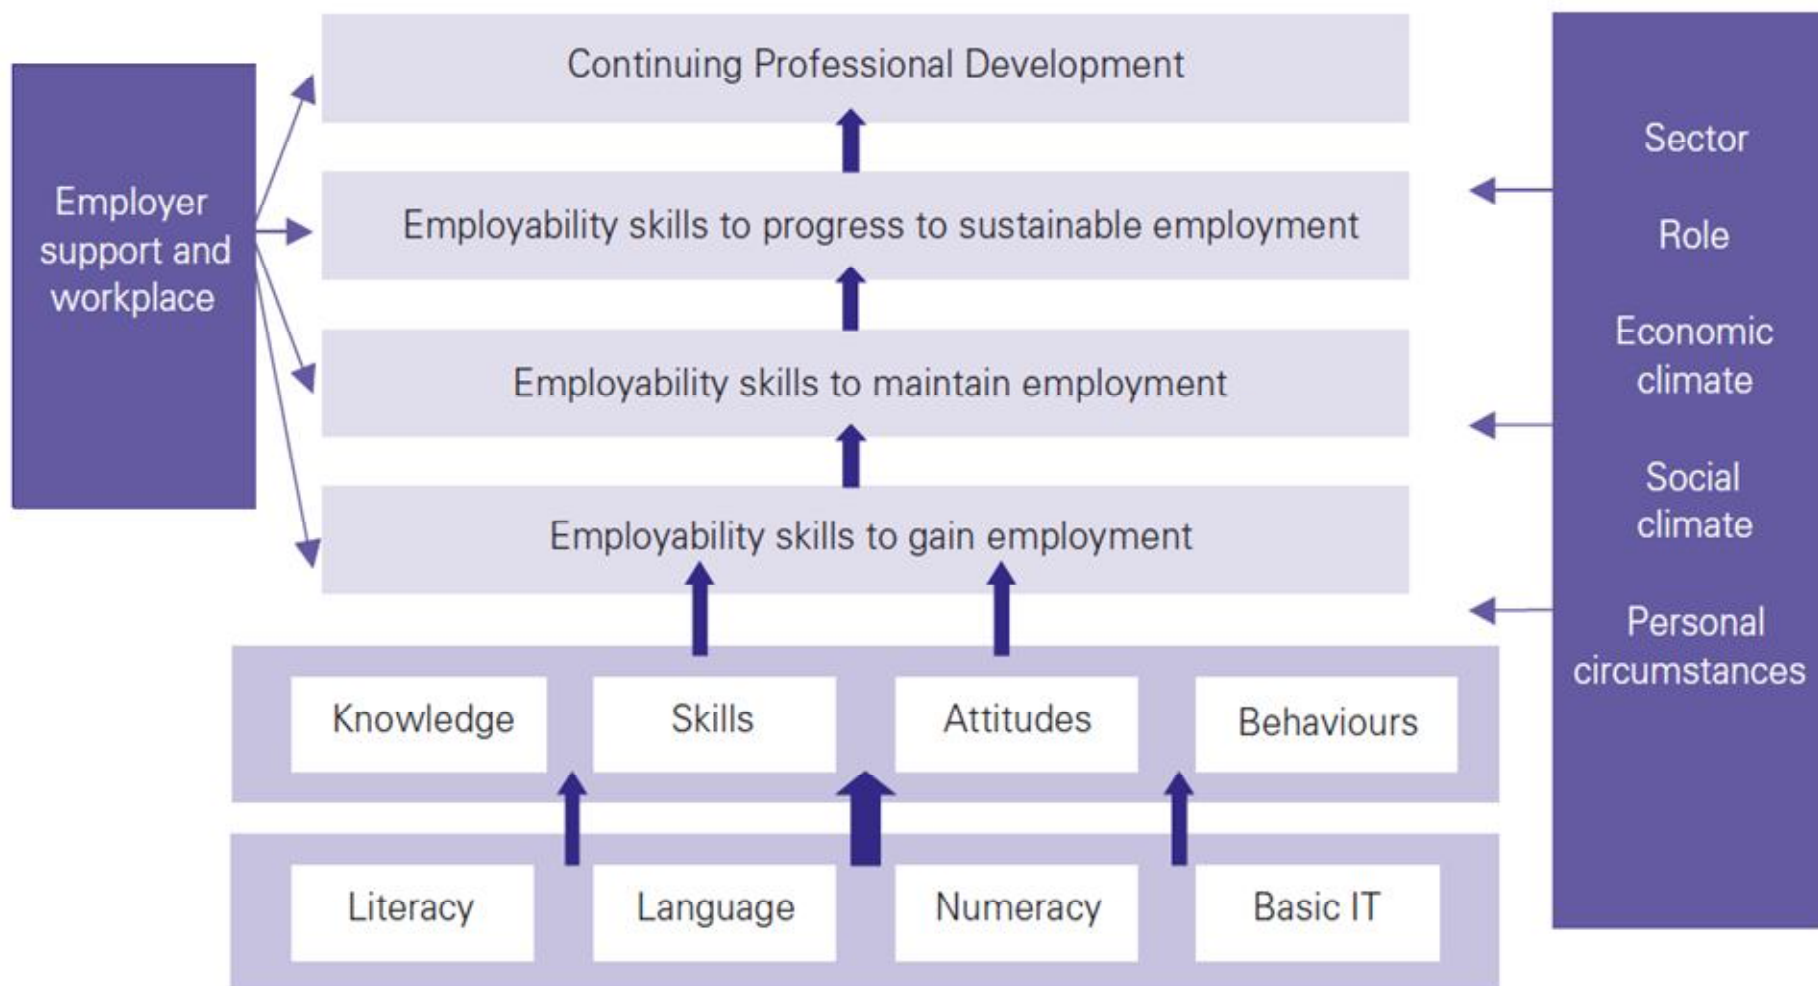 Continuing Professional Development
Employer
support and
workplace
Employability skills to progress to sustainable employment
Employability skills to maintain employment
Employability skills to gain employment
Knowledge
Skills
Attitudes
Behaviours
Literacy
Language
Numeracy
Basic IT
Sector
Role
Economic
climate
Social
climate
Personal
circumstances